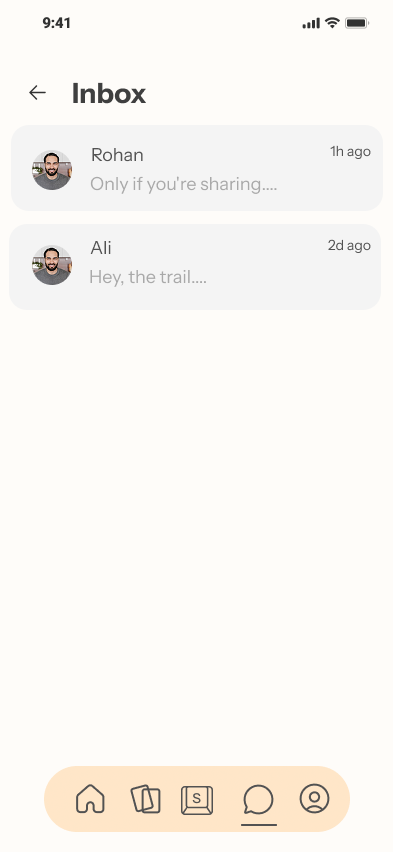 9:41
Inbox
Rohan
1h ago
Only if you're sharing....
Ali
2d ago
Hey, the trail....
S